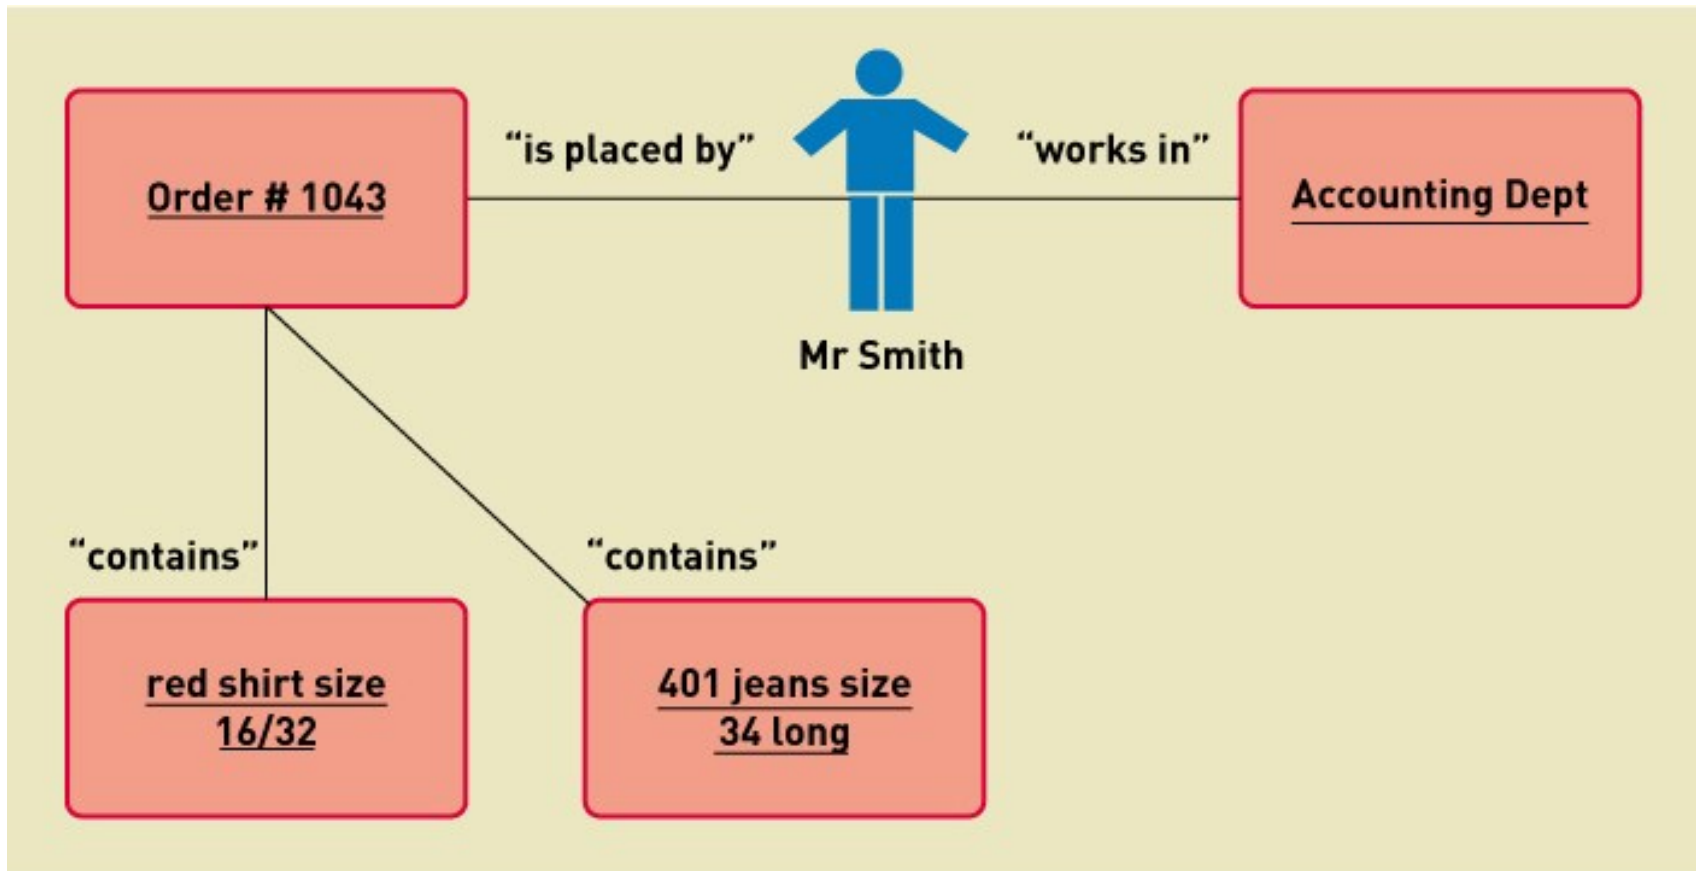 Order # 1043
“is placed by”
“works in”
Accounting Dept
Mr Smith
“contains”
“contains”
red shirt size
16/32
401 jeans size
34 long